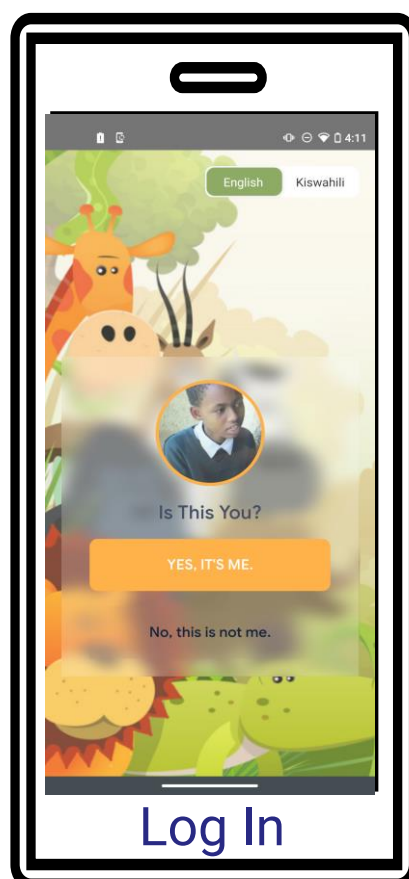 4:11
English Kiswahili
Is This You?
YES, IT'S ME.
No, this is not me.
Log In